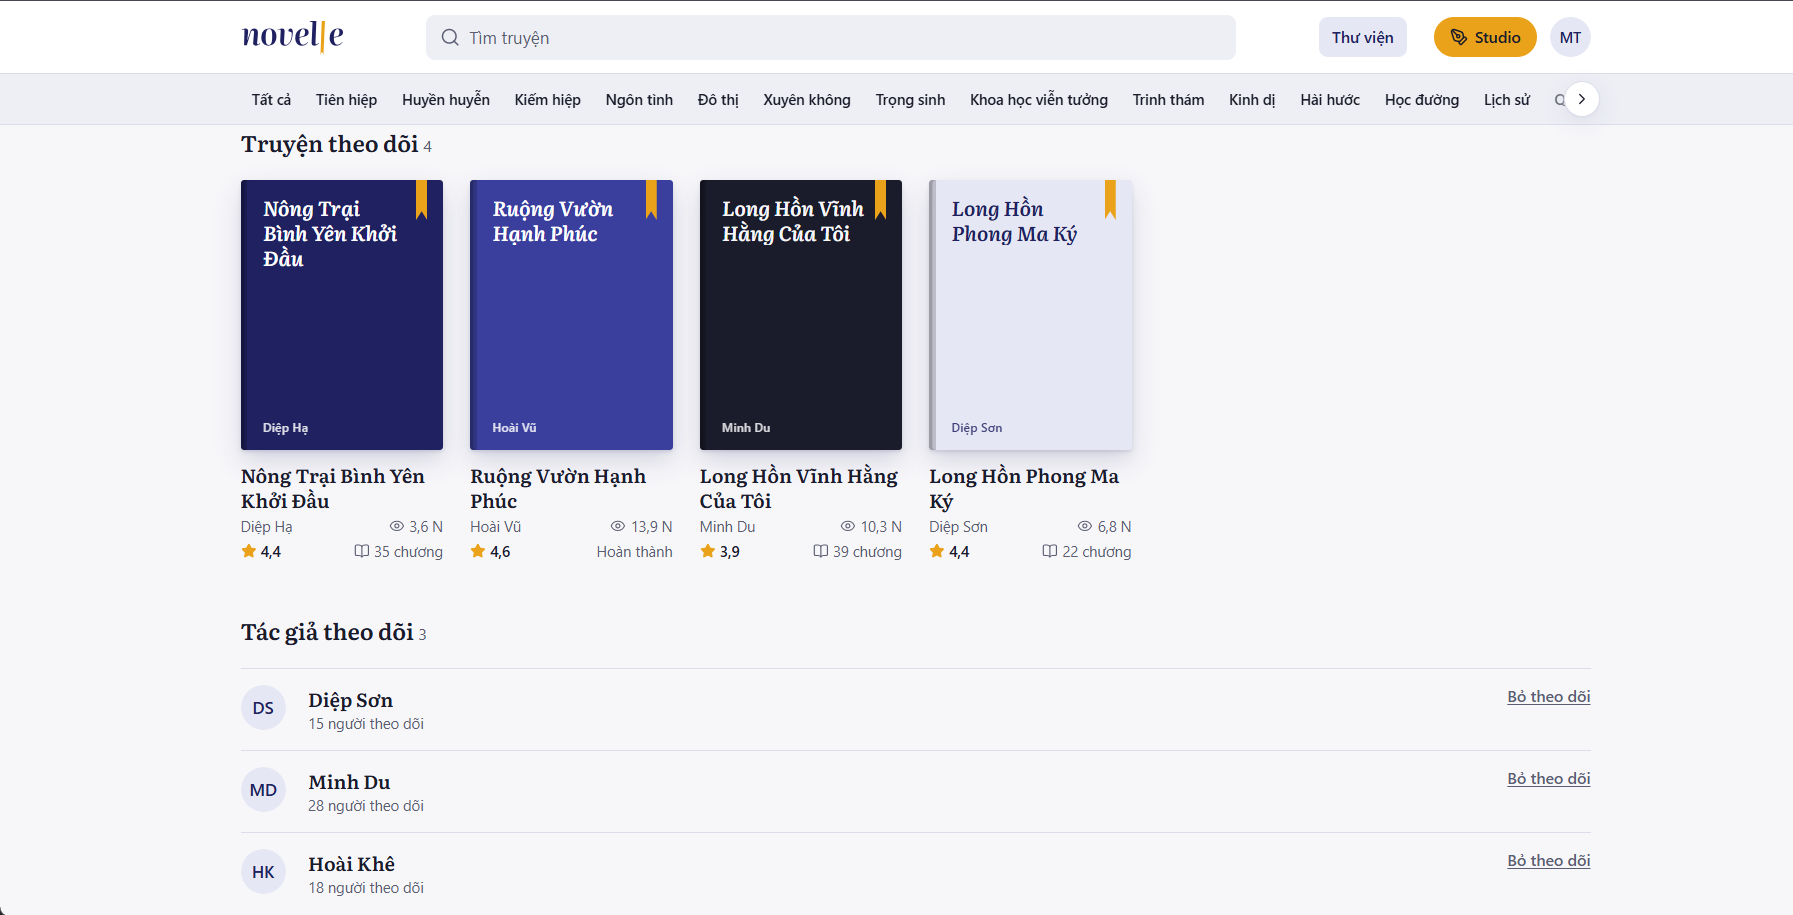 novelle
Tìm truyện
Thư viện
Studio
MT
Tất cả
Tiên hiệp
Huyền huyễn
Kiếm hiệp
Ngôn tình
Đô thị
Xuyên không
Trọng sinh
Khoa học viễn tưởng
Trinh thám
Kinh dị
Hài hước
Học đường
Lịch sử
Truyện theo dõi 4
Nông Trại
Bình Yên Khởi
Đầu
Diệp Hạ
Ruộng Vườn
Hạnh Phúc
Hoài Vũ
Long Hồn Vĩnh
Hằng Của Tôi
Minh Du
Long Hồn
Phong Ma Ký
Diệp Sơn
Nông Trại Bình Yên
Khởi Đầu
Diệp Hạ 3,6 N
4,4 35 chương
Ruộng Vườn Hạnh
Phúc
Hoài Vũ 13,9 N
4,6 Hoàn thành
Long Hồn Vĩnh Hằng
Của Tôi
Minh Du 10,3 N
3,9 39 chương
Long Hồn Phong Ma
Ký
Diệp Sơn 6,8 N
4,4 22 chương
Tác giả theo dõi 3
DS
Diệp Sơn
15 người theo dõi
Bỏ theo dõi
MD
Minh Du
28 người theo dõi
Bỏ theo dõi
HK
Hoài Khê
18 người theo dõi
Bỏ theo dõi